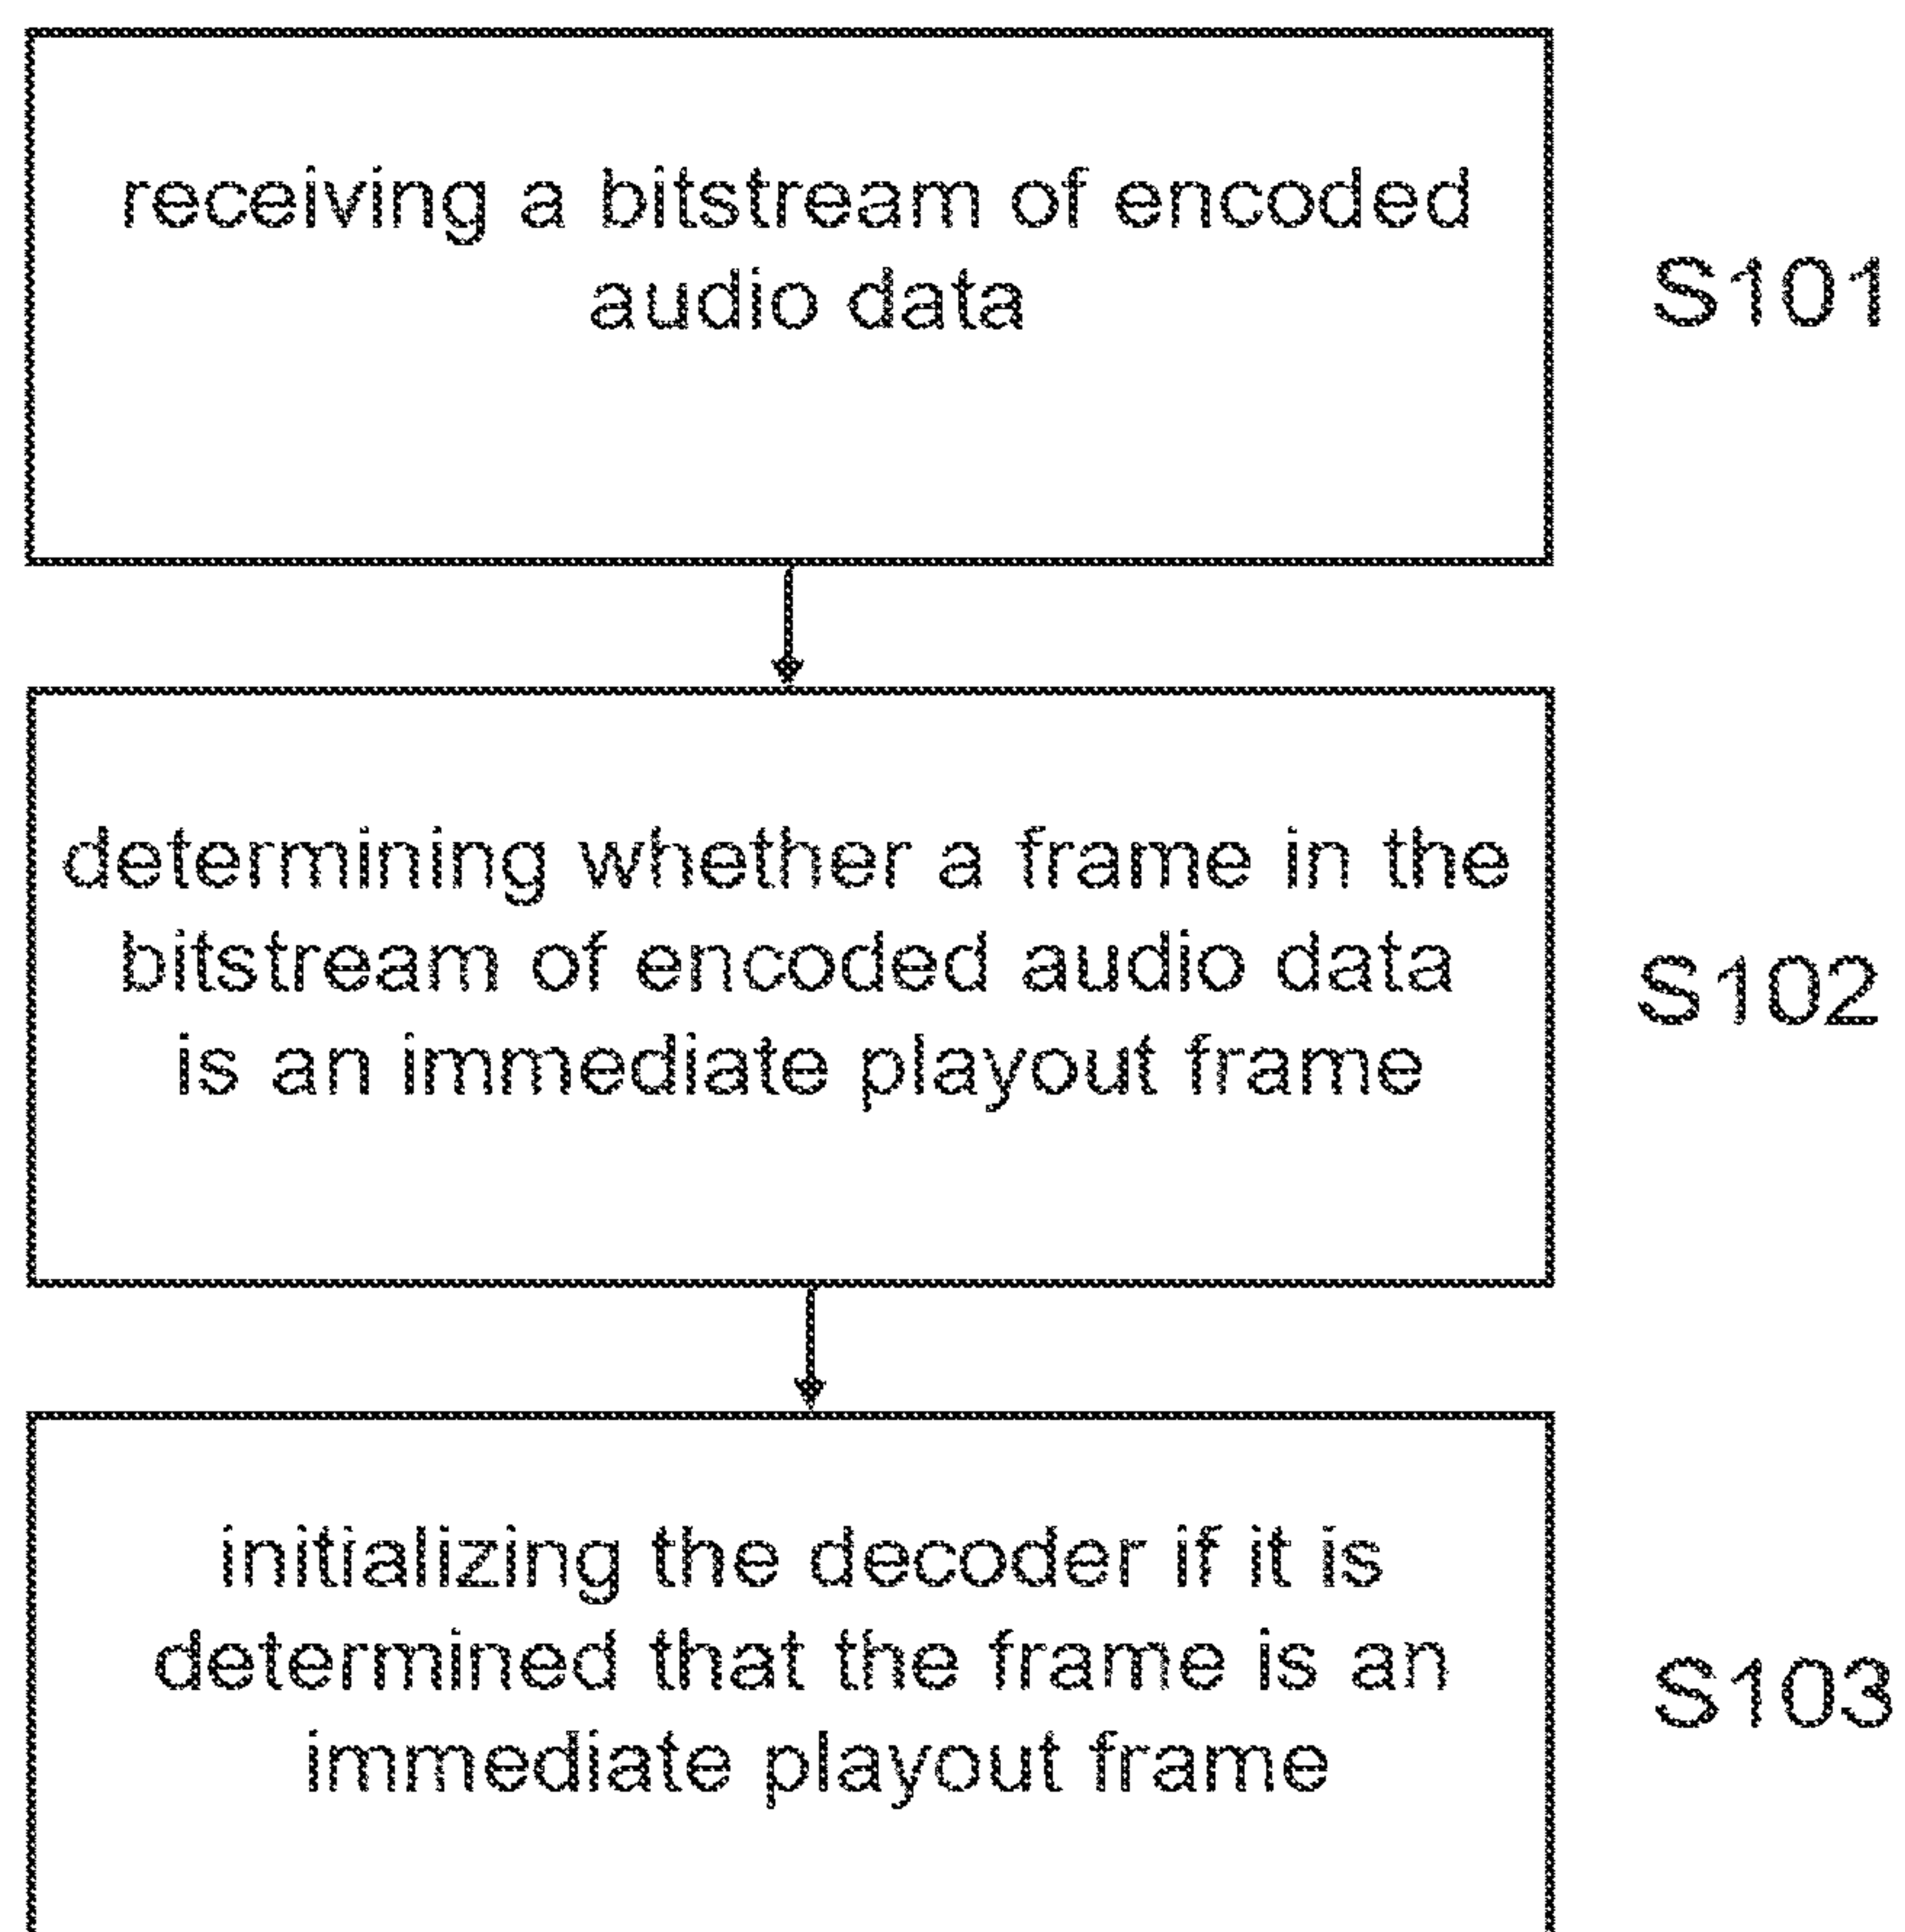 receiving a bitstream of encoded
audio data
S101
determining whether a frame in the
bitstream of encoded audio data
is an immediate playout frame
S102
initializing the decoder if it is
determined that the frame is an
immediate playout frame
S103